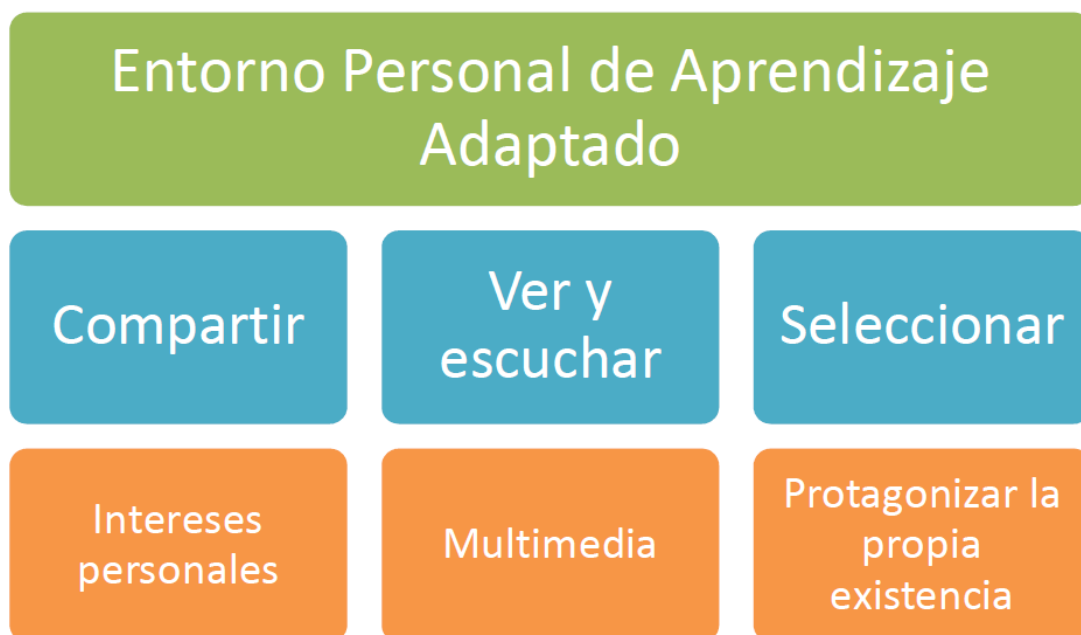 Entorno Personal de Aprendizaje
Adaptado
Compartir
Ver y
escuchar
Seleccionar
Intereses
personales
Multimedia
Protagonizar la
propia
existencia